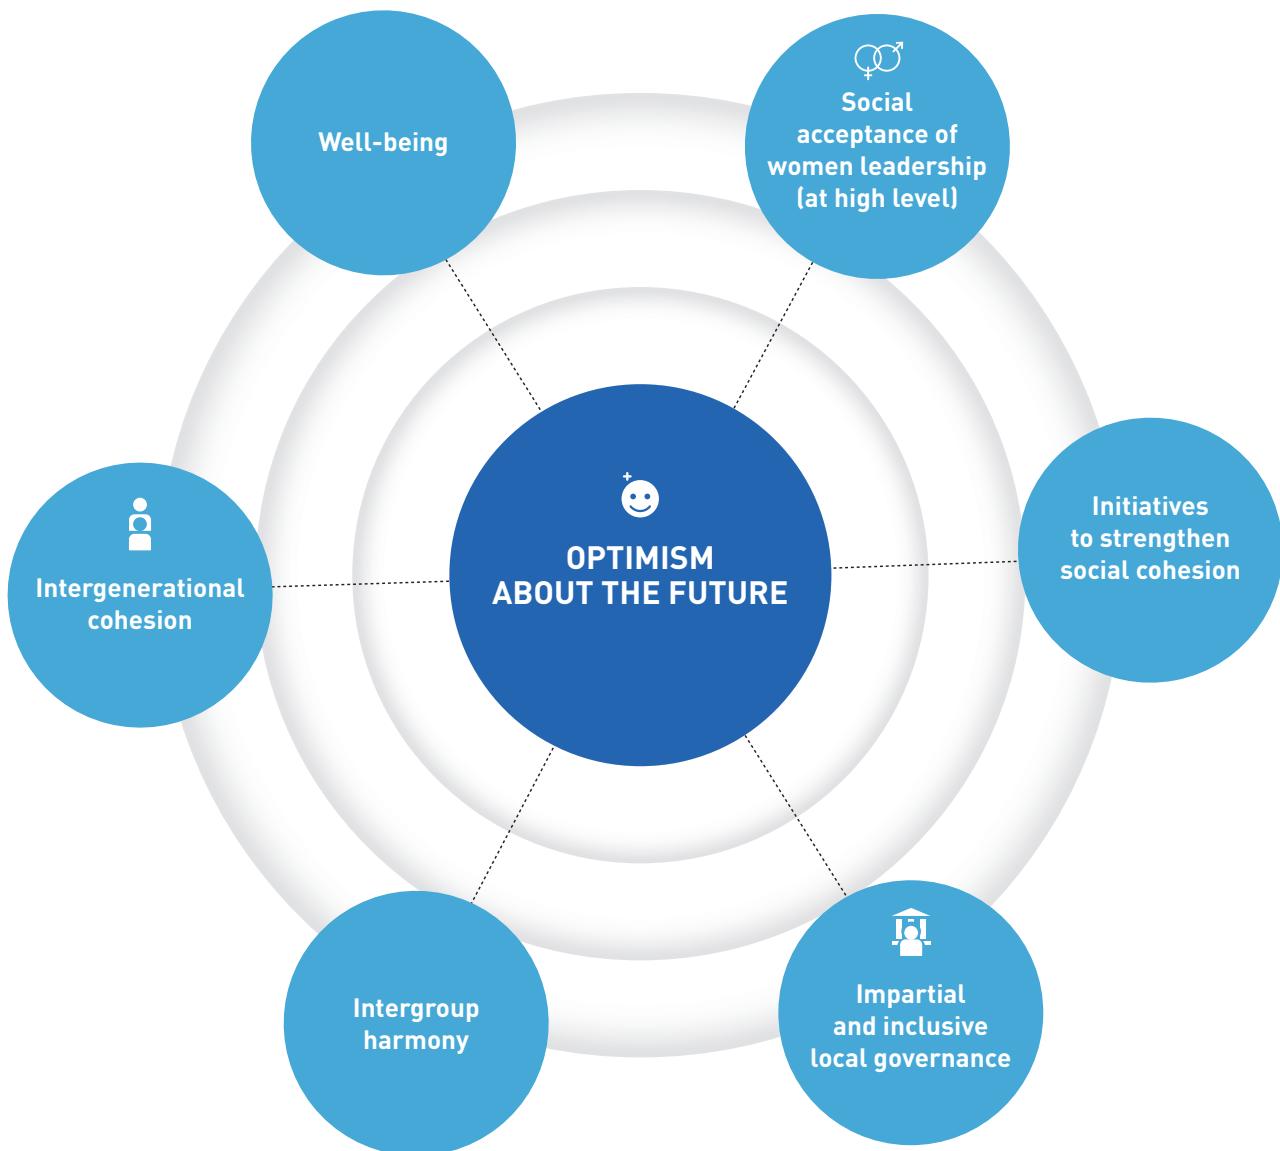 Well-being
Social
acceptance of
women leadership
(at high level)
Initiatives
to strengthen
social cohesion
OPTIMISM
ABOUT THE FUTURE
Intergenerational
cohesion
Intergroup
harmony
Impartial
and inclusive
local governance